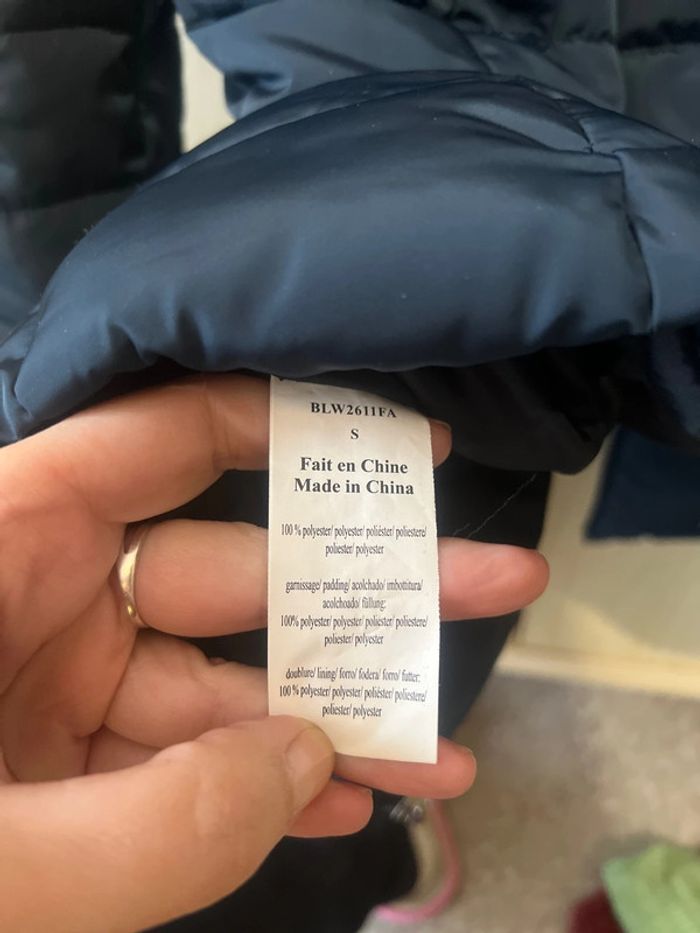 BLW2611FA
S
Fait en Chine
Made in China
100 % polyester/ polyester/ poliéster/ poliestere/
poliester/ polyester
garnissage/ padding/ acolchado/ imbottitura/
acolchoado/ füllung:
100% polyester/ polyester/ poliéster/ poliestere/
poliester/ polyester
doublure/ lining/ forro/ fodera/ forro/ futter:
100 % polyester/ polyester/ poliéster/ poliestere/
poliester/ polyester